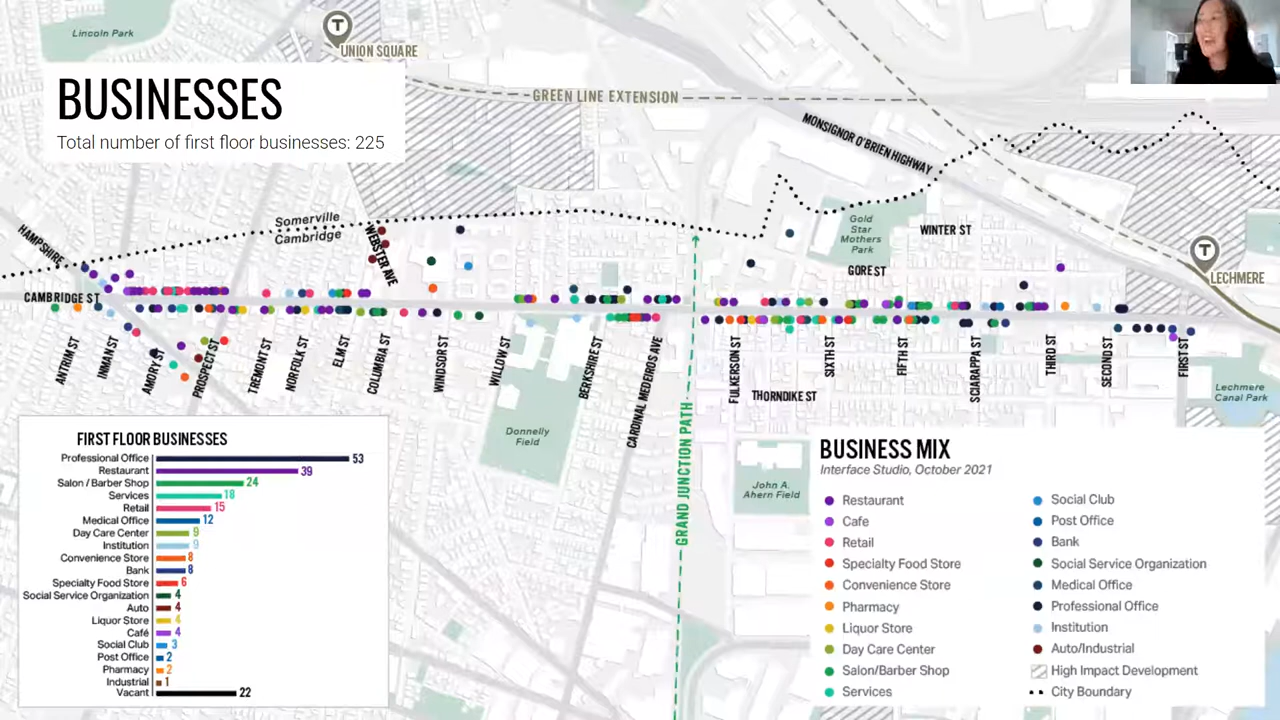 Lincoln Park
T
UNION SQUARE
BUSINESSES
Total number of first floor businesses: 225
GREEN LINE EXTENSION
MONSIGNOR O'BRIEN HIGHWAY
Somerville
Cambridge
HAMPSHIRE
WEBSTER AVE
Gold
Star
Mothers
Park
WINTER ST
GORE ST
T
LECHMERE
CAMBRIDGE ST
ANTRIM ST
INMAN ST
AMORY ST
PROSPECT ST
TREMONT ST
NORFOLK ST
ELM ST
COLUMBIA ST
WINDSOR ST
WILLOW ST
BERKSHIRE ST
CARDINAL MEDEIROS AVE
FULKERSON ST
SIXTH ST
FIFTH ST
SCIARAPA ST
THIRD ST
SECOND ST
FIRST ST
THORNDIKE ST
Lechmere
Canal Park
Donnelly
Field
GRAND JUNCTION PATH
John A.
Ahern Field
FIRST FLOOR BUSINESSES
Professional Office 53
Restaurant 39
Salon / Barber Shop 24
Services 18
Retail 15
Medical Office 12
Day Care Center 9
Institution 9
Convenience Store 8
Bank 8
Specialty Food Store 6
Social Service Organization 4
Auto 4
Liquor Store 4
Café 4
Social Club 3
Post Office 2
Pharmacy 2
Industrial 1
Vacant 22
BUSINESS MIX
Interface Studio, October 2021
Restaurant
Cafe
Retail
Specialty Food Store
Convenience Store
Pharmacy
Liquor Store
Day Care Center
Salon/Barber Shop
Services
Social Club
Post Office
Bank
Social Service Organization
Medical Office
Professional Office
Institution
Auto/Industrial
High Impact Development
City Boundary